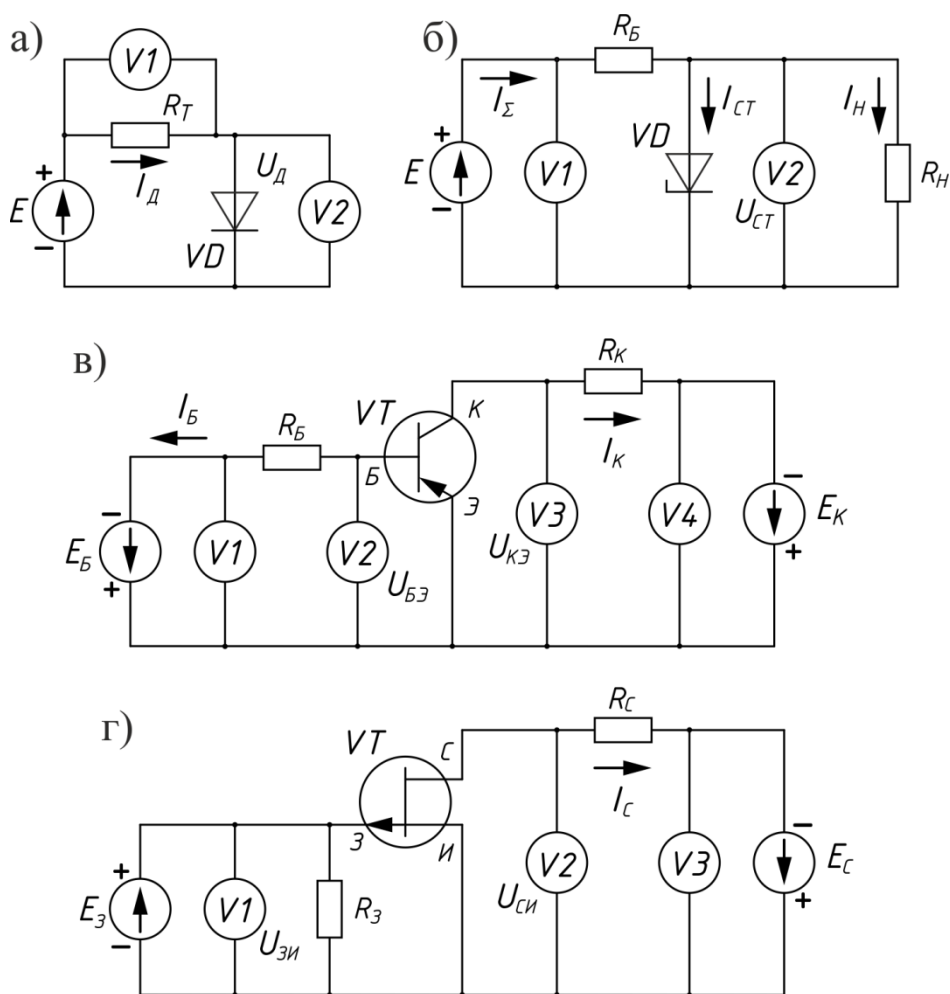 а)
V1
R_T
I_Д
U_Д
E
+
−
VD
V2
б)
R_Б
I_Σ
I_СТ
I_Н
+
VD
E
V1
V2
R_Н
−
U_СТ
в)
R_К
VT
К
I_Б
R_Б
I_К
Б
Э
−
−
E_Б
V1
V2
V3
V4
E_К
+
U_БЭ
U_КЭ
+
г)
R_С
VT
С
I_С
З
И
−
+
V2
V3
E_С
E_З
V1
R_З
U_СИ
+
−
U_ЗИ